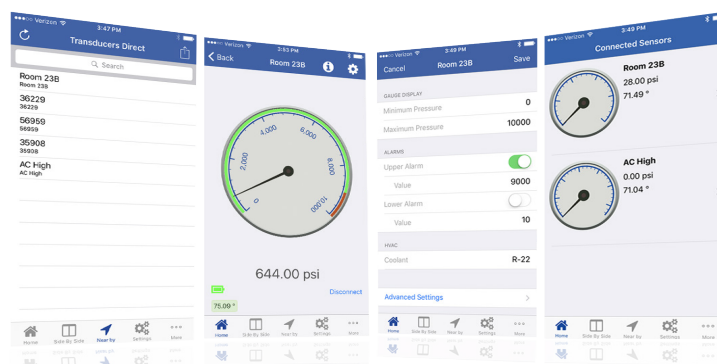 Verizon 3:47 PM
Transducers Direct
Search
Room 23B
Room 23B
36229
36229
56959
56959
35908
35908
AC High
AC High
Home Side By Side Near by Settings More
Verizon 3:53 PM
Back Room 23B
0
2,000
4,000
6,000
8,000
10,000
644.00 psi
Disconnect
75.09 °
Home Side By Side Near by Settings More
Verizon 3:49 PM
Cancel Room 23B Save
GAUGE DISPLAY
Minimum Pressure 0
Maximum Pressure 10000
ALARMS
Upper Alarm
Value 9000
Lower Alarm
Value 10
HVAC
Coolant R-22
Advanced Settings
Home Side By Side Near by Settings More
Verizon 3:49 PM
Connected Sensors
Room 23B
28.00 psi
71.49 °
AC High
0.00 psi
71.04 °
Home Side By Side Near by Settings More